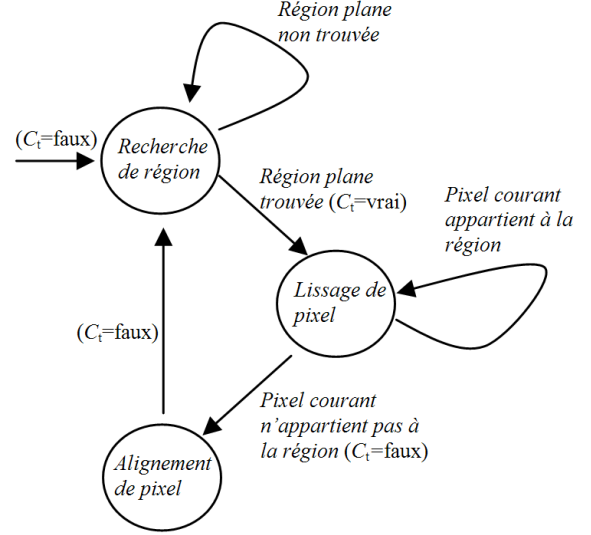 Région plane
non trouvée
(Ct=faux)
Recherche
de région
Région plane
trouvée (Ct=vrai)
Pixel courant
appartient à la
région
Lissage de
pixel
(Ct=faux)
Pixel courant
n’appartient pas à
la région (Ct=faux)
Alignement
de pixel